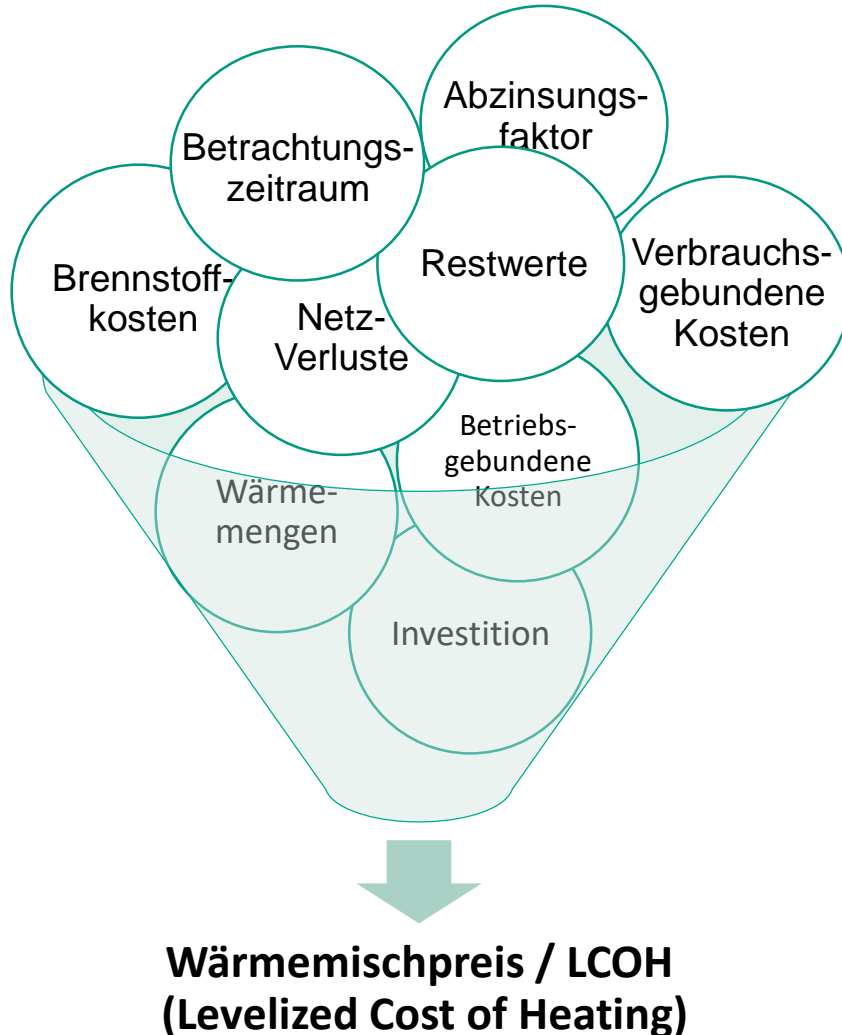 Abzinsungs-
faktor
Betrachtungs-
zeitraum
Restwerte
Verbrauchs-
gebundene
Kosten
Brennstoff-
kosten
Netz-
Verluste
Betriebs-
gebundene
Kosten
Wärme-
mengen
Investition
Wärmemischpreis / LCOH
(Levelized Cost of Heating)